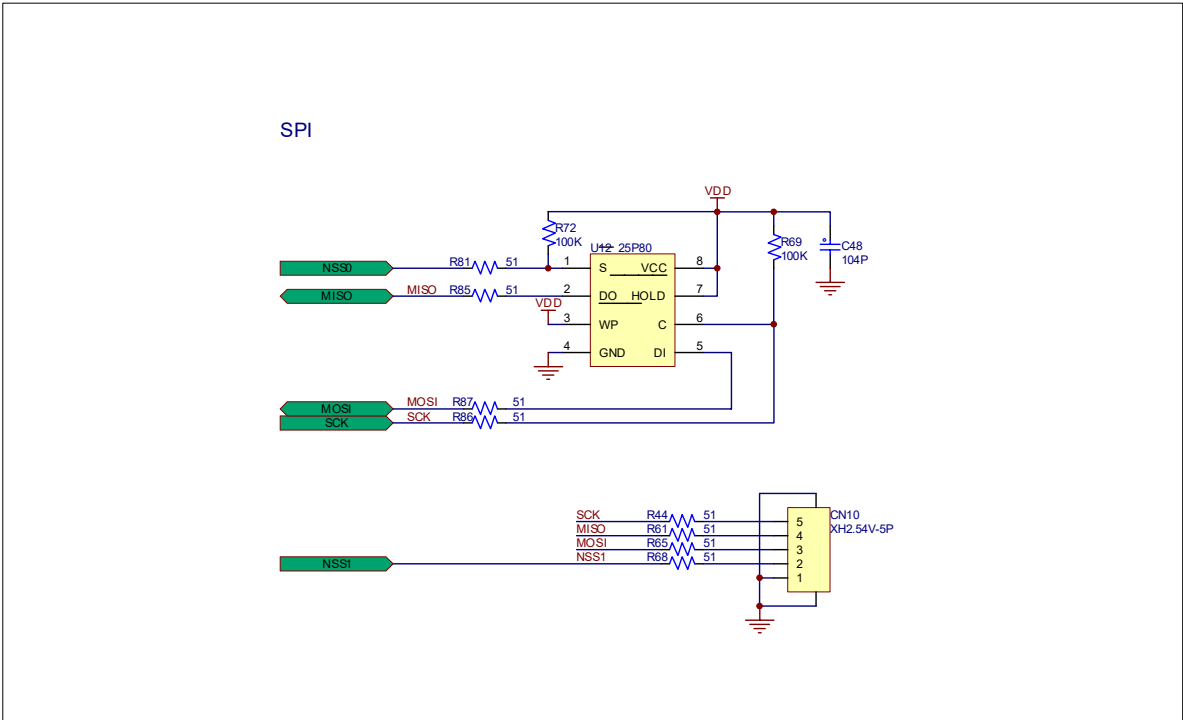 SPI
VDD
R72
100K
U12 25P80
R69
100K
C48
104P
NSS0 R81 51 1 S VCC 8
MISO MISO R85 51 2 DO HOLD 7
VDD
3 WP C 6
4 GND DI 5
MOSI MOSI R87 51
SCK SCK R86 51
CN10
XH2.54V-5P
SCK R44 51 5
MISO R61 51 4
MOSI R65 51 3
NSS1 NSS1 R68 51 2
1